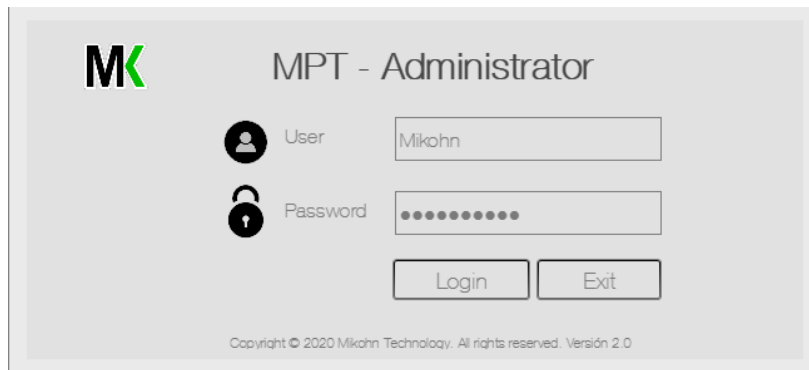 MK
MPT - Administrator
User
Mikohn
Password
●●●●●●●●●●
Login
Exit
Copyright © 2020 Mikohn Technology. All rights reserved. Versión 2.0